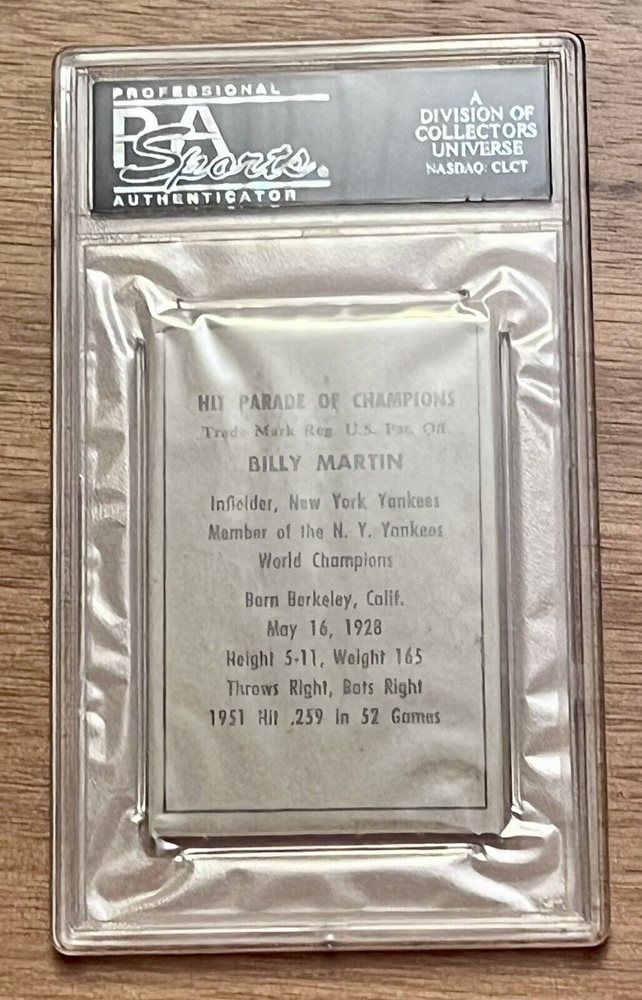 PROFESSIONAL
PSA
Sports
AUTHENTICATOR
A
DIVISION OF
COLLECTORS
UNIVERSE
NASDAQ: CLCT
HIT PARADE OF CHAMPIONS
Trade Mark Reg. U.S. Pat. Off.
BILLY MARTIN
Infielder, New York Yankees
Member of the N. Y. Yankees
World Champions
Born Berkeley, Calif.
May 16, 1928
Height 5-11, Weight 165
Throws Right, Bats Right
1951 Hit .259 In 52 Games